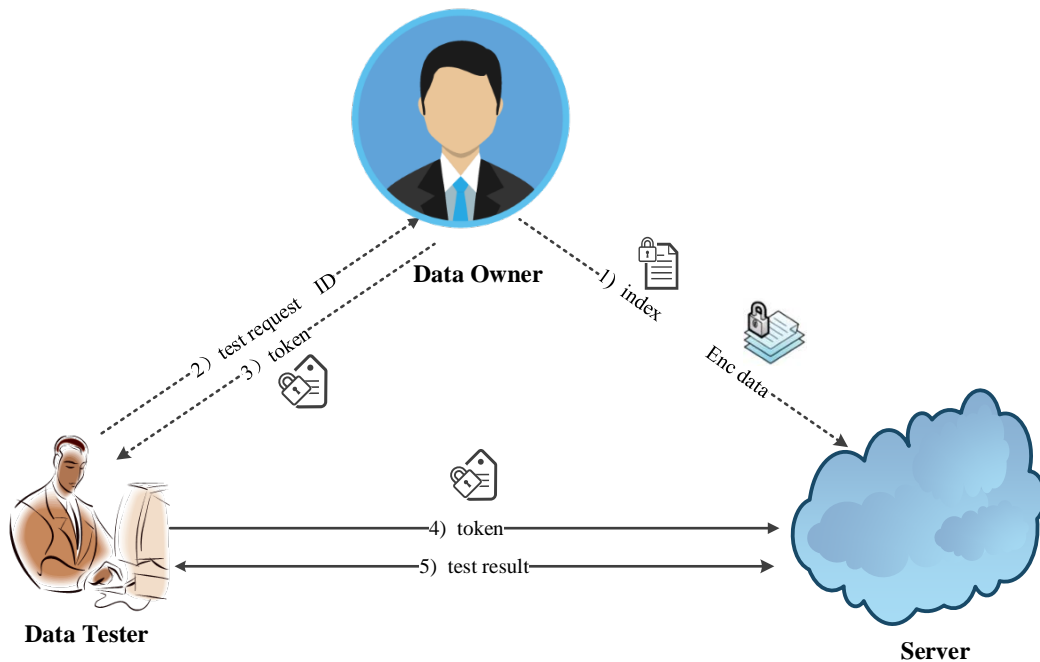 Data Owner
1）index
Enc data
2）test request ID
3）token
4）token
5）test result
Data Tester
Server